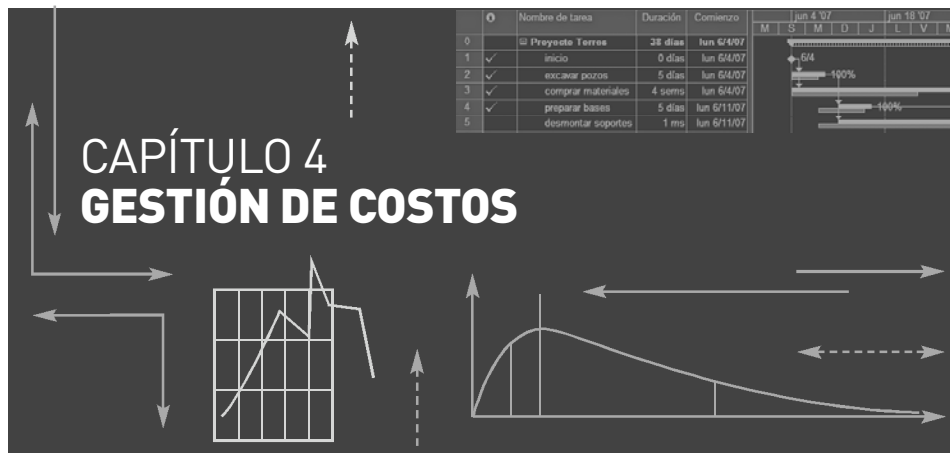 Nombre de tarea Duración Comienzo jun 4 '07 jun 18 '07
M S M D J L V
0 Proyecto Terros 38 días lun 6/4/07
1 inicio 0 días lun 6/4/07 6/4
2 excavar pozos 5 días lun 6/4/07 100%
3 comprar materiales 4 sems lun 6/4/07
4 preparar bases 5 días lun 6/11/07 100%
5 desmontar soportes 1 ms lun 6/11/07
CAPÍTULO 4
GESTIÓN DE COSTOS